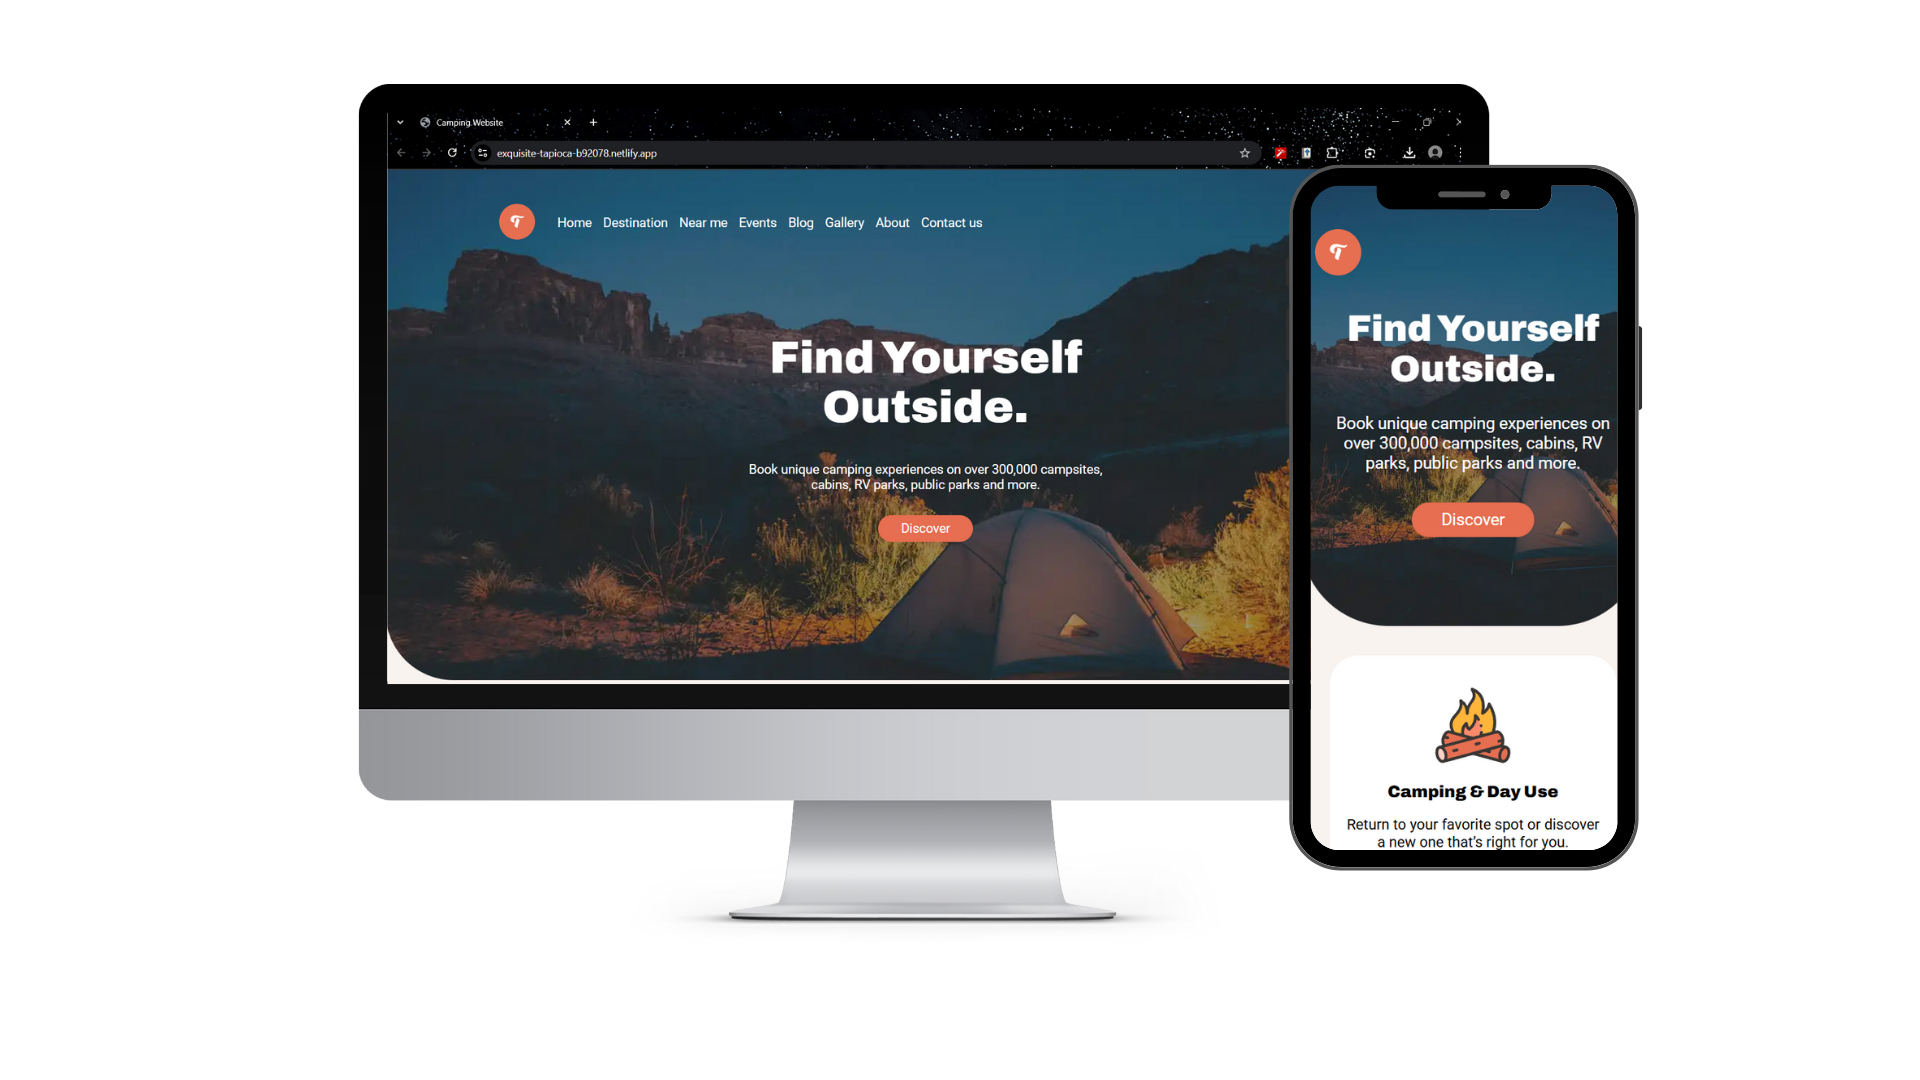 Camping Website
exquisite-tapioca-b92078.netlify.app
T Home Destination Near me Events Blog Gallery About Contact us
Find Yourself
Outside.
Book unique camping experiences on over 300,000 campsites,
cabins, RV parks, public parks and more.
Discover
T
Find Yourself
Outside.
Book unique camping experiences on
over 300,000 campsites, cabins, RV
parks, public parks and more.
Discover
Camping & Day Use
Return to your favorite spot or discover
a new one that's right for you.